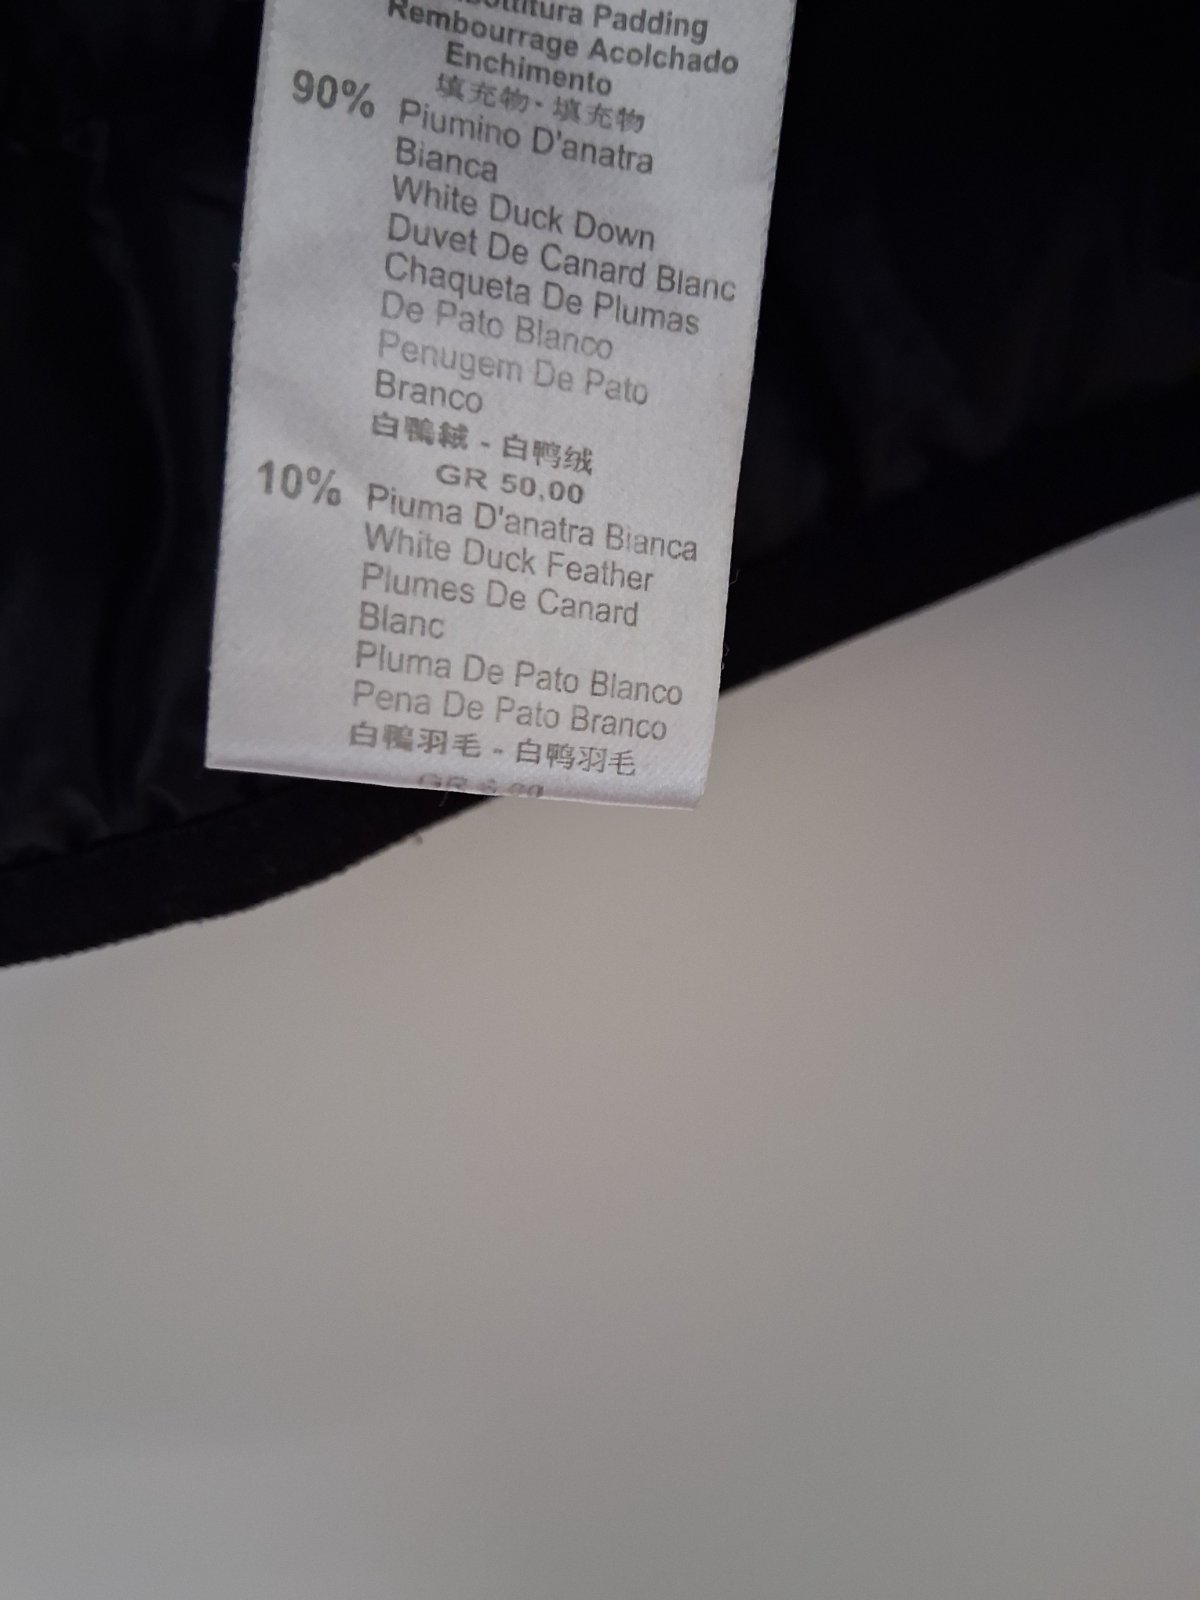 Padding
Rembourrage Acolchado
Enchimento
填充物- 填充物
90% Piumino D'anatra
Bianca
White Duck Down
Duvet De Canard Blanc
Chaqueta De Plumas
De Pato Blanco
Penugem De Pato
Branco
白鴨絨 - 白鸭绒
GR 50,00
10% Piuma D'anatra Bianca
White Duck Feather
Plumes De Canard
Blanc
Pluma De Pato Blanco
Pena De Pato Branco
白鴨羽毛 - 白鸭羽毛
GR